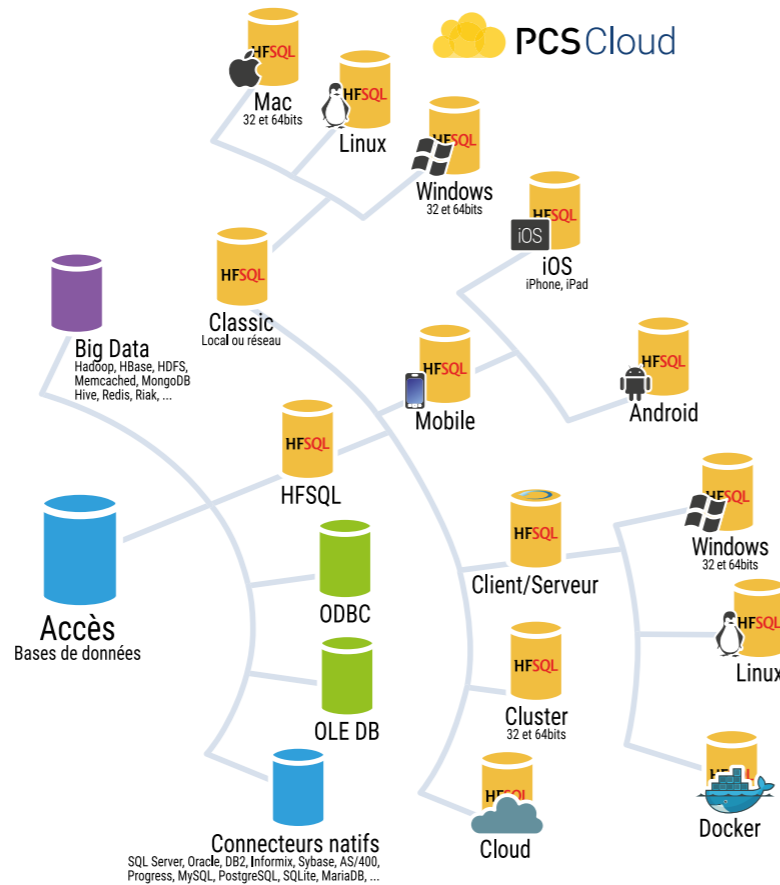 PCS Cloud
HFSQL
Mac
32 et 64bits
HFSQL
Linux
HFSQL
Windows
32 et 64bits
HFSQL
iOS
iOS
iPhone, iPad
HFSQL
Classic
Local ou réseau
Big Data
Hadoop, HBase, HDFS,
Memcached, MongoDB
Hive, Redis, Riak, ...
HFSQL
Mobile
HFSQL
Android
HFSQL
HFSQL
HFSQL
Windows
32 et 64bits
HFSQL
Client/Serveur
Accès
Bases de données
ODBC
HFSQL
Linux
OLE DB
HFSQL
Cluster
32 et 64bits
HFSQL
Docker
HFSQL
Cloud
Connecteurs natifs
SQL Server, Oracle, DB2, Informix, Sybase, AS/400,
Progress, MySQL, PostgreSQL, SQLite, MariaDB, ...